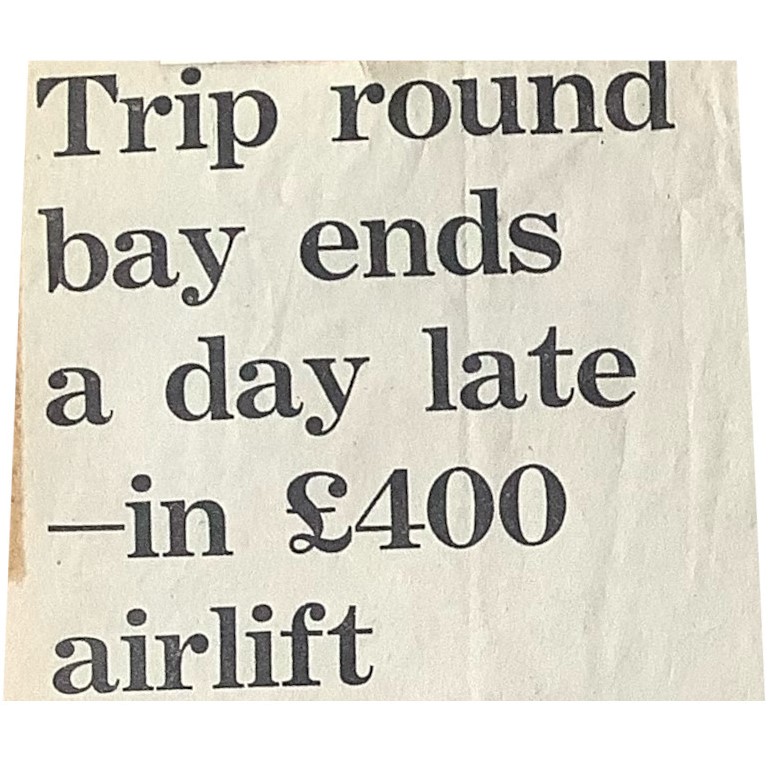 Trip round
bay ends
a day late
—in £400
airlift